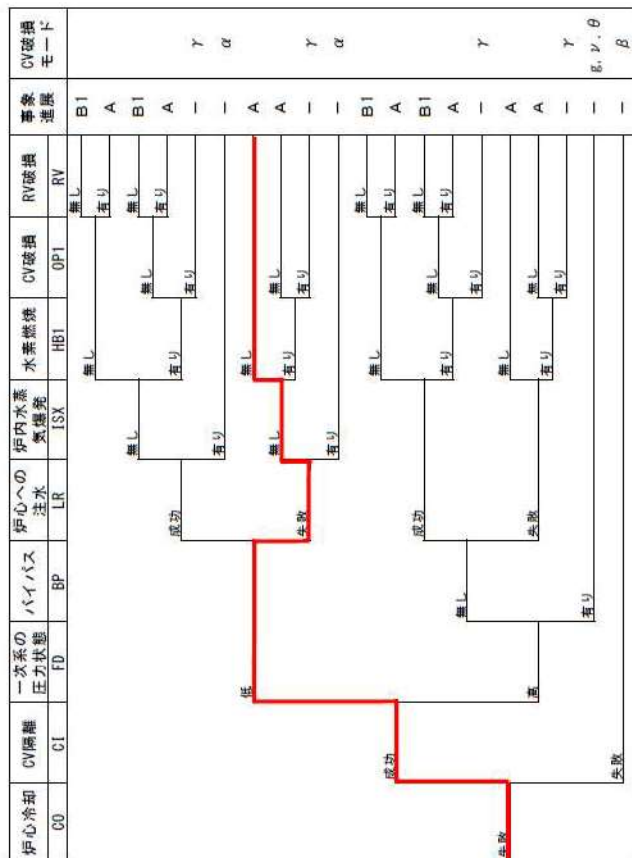 炉心冷却 CV隔離 一次系の圧力状態 バイパス 炉心への注水 炉内水蒸気爆発 水素燃焼 CV破損 RV破損 事象進展 CV破損モード
CO CI FD BP LR ISX HB1 OP1 RV
無し B1
無し
有り A
無し 無し B1
無し
有り A
成功 有り
有り － γ
有り － α
低 無し A
無し 無し A
有り
失敗 有り － γ
有り － α
無し B1
無し
成功 有り A
成功 無し B1
無し
有り 有り A
無し
有り － γ
失敗 無し A
高 失敗 無し A
有り
有り － γ
有り － g, ν, θ
失敗 － β